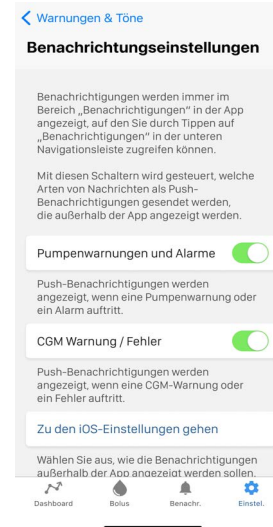 Warnungen & Töne
Benachrichtungseinstellungen
Benachrichtigungen werden immer im
Bereich „Benachrichtigungen" in der App
angezeigt, auf den Sie durch Tippen auf
„Benachrichtigungen" in der unteren
Navigationsleiste zugreifen können.
Mit diesen Schaltern wird gesteuert, welche
Arten von Nachrichten als Push-
Benachrichtigungen gesendet werden,
die außerhalb der App angezeigt werden.
Pumpenwarnungen und Alarme
Push-Benachrichtigungen werden
angezeigt, wenn eine Pumpenwarnung oder
ein Alarm auftritt.
CGM Warnung / Fehler
Push-Benachrichtigungen werden
angezeigt, wenn eine CGM-Warnung oder
ein Fehler auftritt.
Zu den iOS-Einstellungen gehen
Wählen Sie aus, wie die Benachrichtigungen
außerhalb der App angezeigt werden sollen.
Dashboard Bolus Benachr. Einstel.